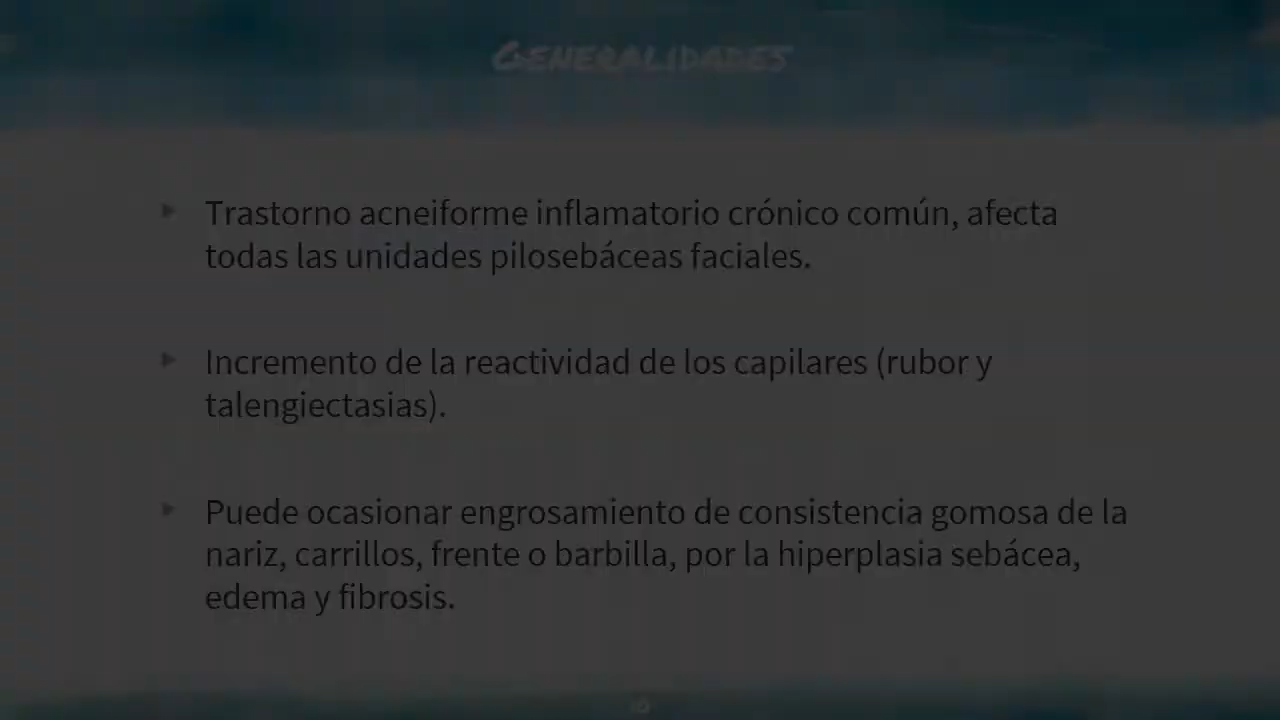 GENERALIDADES
Trastorno acneiforme inflamatorio crónico común, afecta
todas las unidades pilosebáceas faciales.
Incremento de la reactividad de los capilares (rubor y
talengiectasias).
Puede ocasionar engrosamiento de consistencia gomosa de la
nariz, carrillos, frente o barbilla, por la hiperplasia sebácea,
edema y fibrosis.